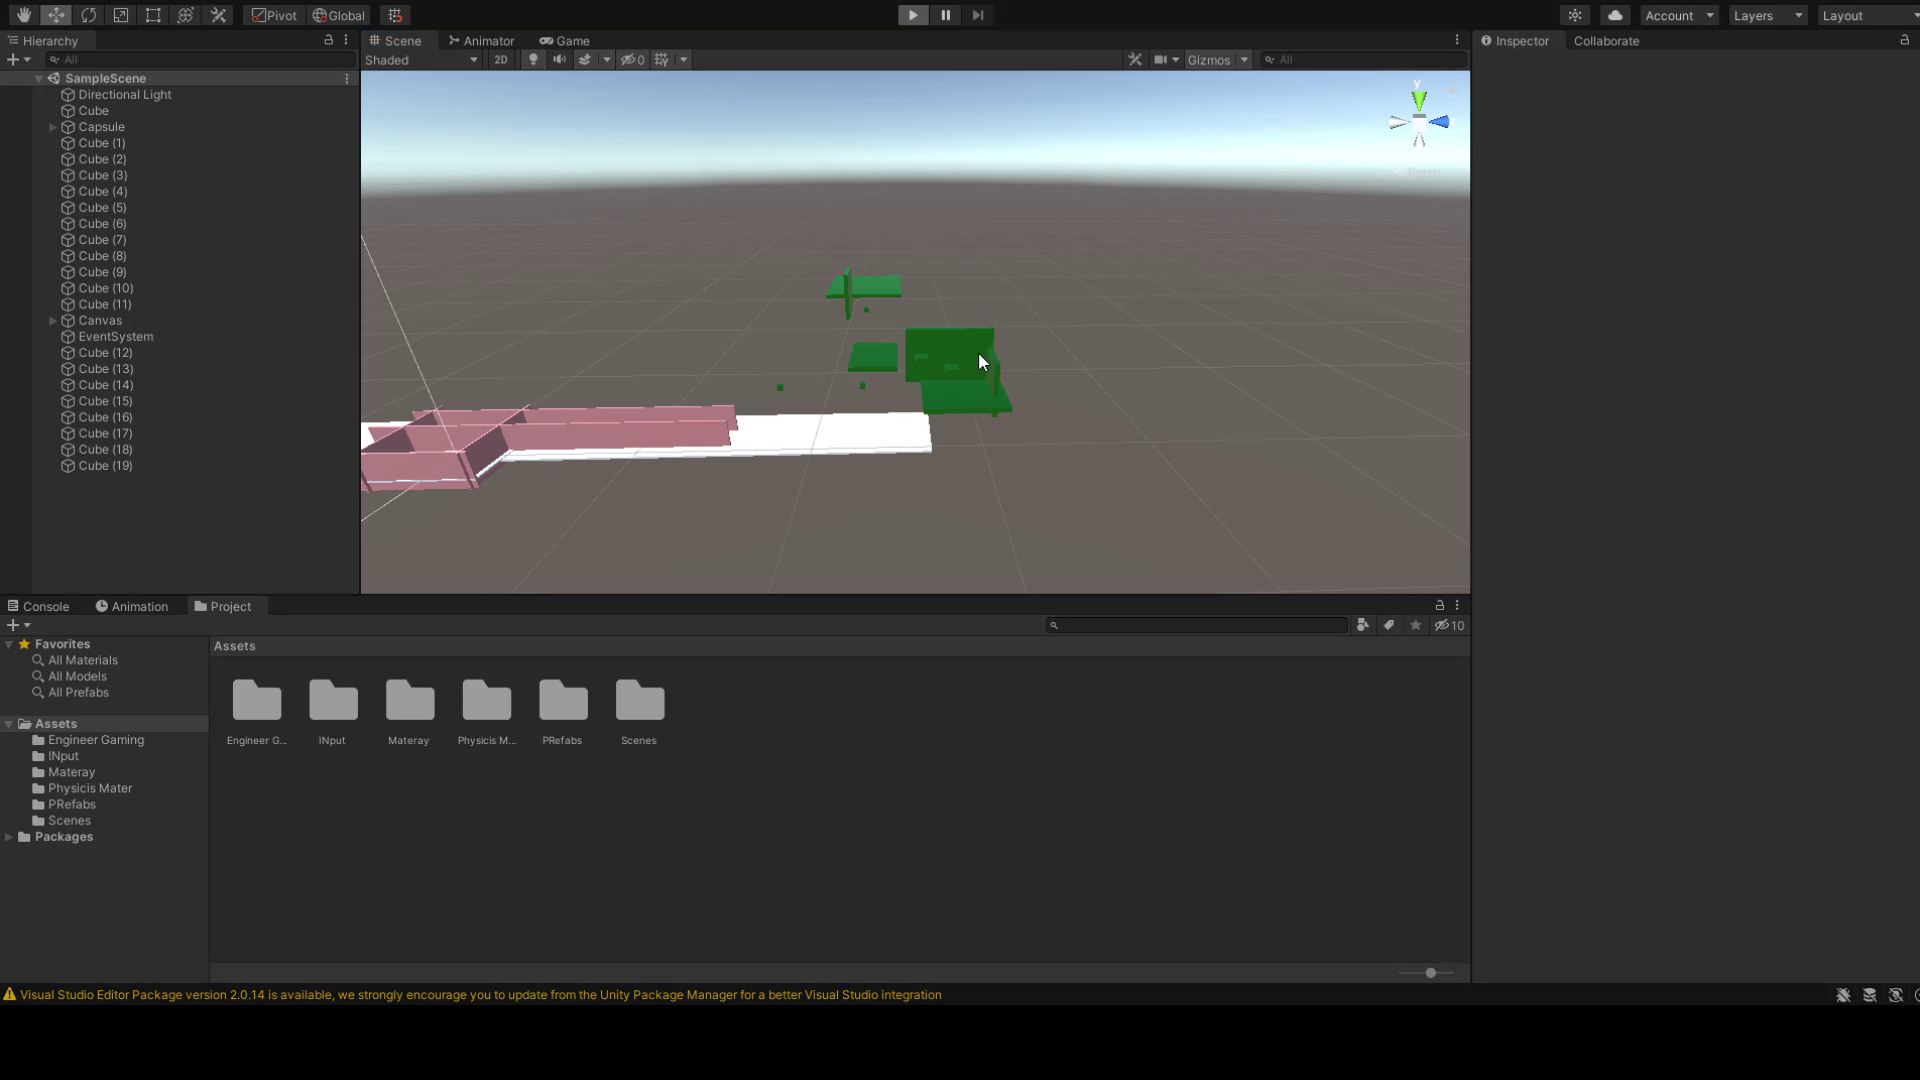 Pivot Global Account Layers Layout
Hierarchy Scene Animator Game Inspector Collaborate
All Shaded 2D 0 Gizmos All
SampleScene
Directional Light
Cube
Capsule
Cube (1)
Cube (2)
Cube (3)
Cube (4)
Cube (5)
Cube (6)
Cube (7)
Cube (8)
Cube (9)
Cube (10)
Cube (11)
Canvas
EventSystem
Cube (12)
Cube (13)
Cube (14)
Cube (15)
Cube (16)
Cube (17)
Cube (18)
Cube (19)
y
Persp
Console Animation Project
10
Favorites
All Materials
All Models
All Prefabs
Assets
Engineer Gaming
INput
Materay
Physicis Mater
PRefabs
Scenes
Packages
Assets
Engineer G... INput Materay Physicis M... PRefabs Scenes
Visual Studio Editor Package version 2.0.14 is available, we strongly encourage you to update from the Unity Package Manager for a better Visual Studio integration